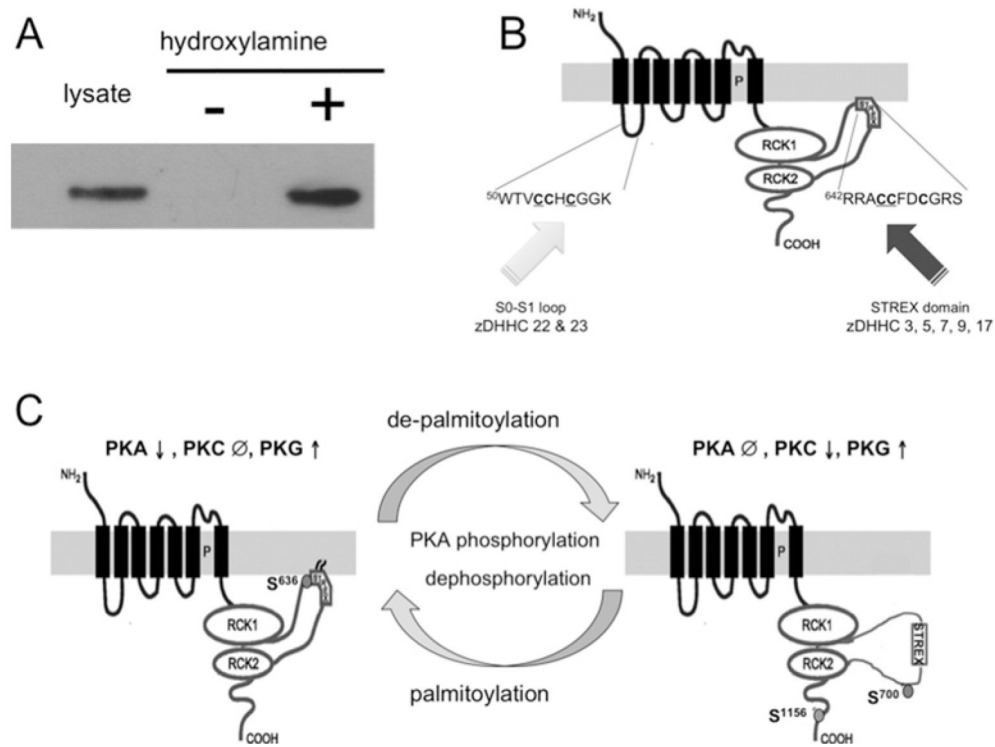 A
hydroxylamine
lysate
-
+
B
NH₂
P
RCK1
RCK2
COOH
⁵⁰WTVCCHCGGK
⁶⁴²RRACCFDCGRS
S0-S1 loop
zDHHC 22 & 23
STREX domain
zDHHC 3, 5, 7, 9, 17
C
PKA ↓ , PKC ∅, PKG ↑
NH₂
P
S⁶³⁶
RCK1
RCK2
COOH
de-palmitoylation
PKA phosphorylation
dephosphorylation
palmitoylation
PKA ∅ , PKC ↓, PKG ↑
NH₂
P
RCK1
RCK2
STREX
S⁷⁰⁰
S¹¹⁵⁶
COOH